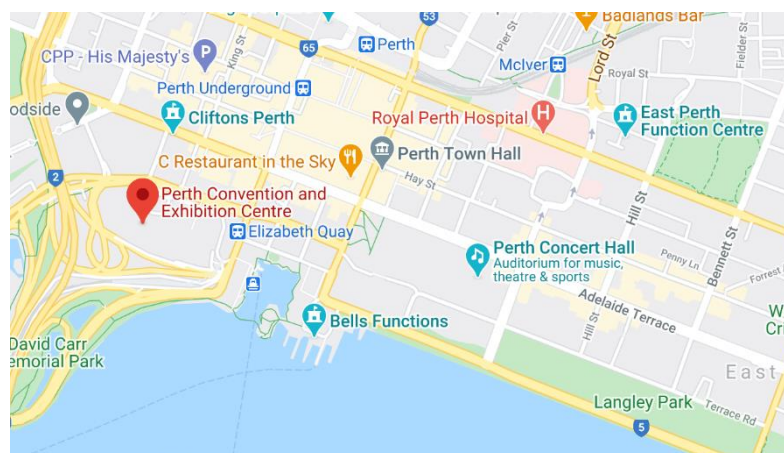 Badlands Bar
CPP - His Majesty's
P
King St
65
Perth
53
Pier St
Lord St
Fielder St
McIver
Royal St
Perth Underground
Cliftons Perth
Royal Perth Hospital
H
East Perth
Function Centre
C Restaurant in the Sky
Perth Town Hall
Hay St
2
Perth Convention and
Exhibition Centre
Elizabeth Quay
Hill St
Bennett St
Perth Concert Hall
Auditorium for music,
theatre & sports
Penny Ln
Forrest
Adelaide Terrace
Hill St
Bells Functions
David Carr
East
Langley Park
Terrace Rd
5